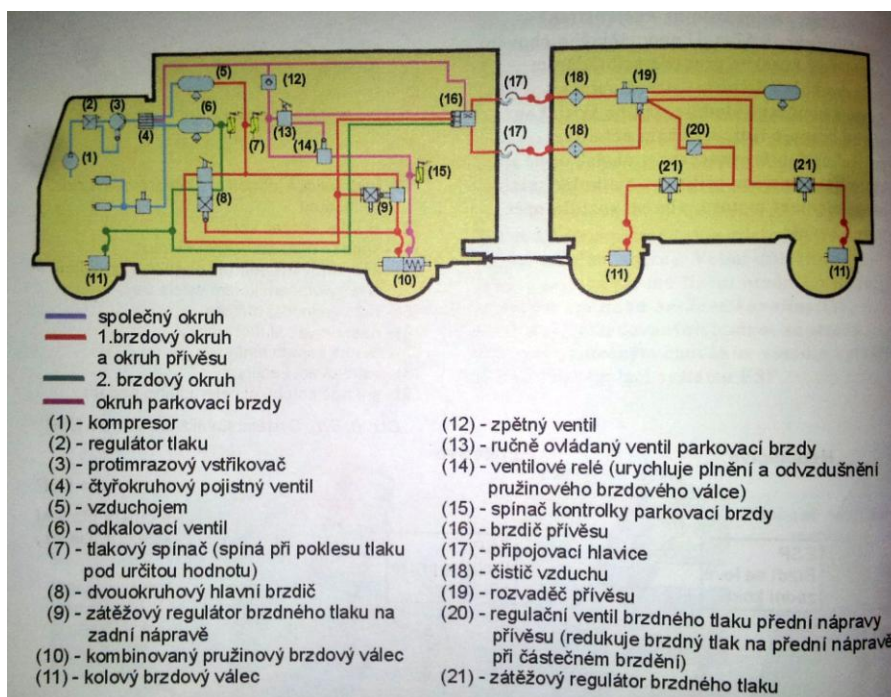 (5)
(12)
(17)
(18)
(19)
(2)
(3)
(4)
(6)
(7)
(13)
(16)
(14)
(20)
(1)
(17)
(18)
(15)
(21)
(21)
(8)
(9)
(11)
(10)
(11)
(11)
společný okruh
1.brzdový okruh
a okruh přívěsu
2. brzdový okruh
okruh parkovací brzdy
(1) - kompresor
(2) - regulátor tlaku
(3) - protimrazový vstřikovač
(4) - čtyřokruhový pojistný ventil
(5) - vzduchojem
(6) - odkalovací ventil
(7) - tlakový spínač (spíná při poklesu tlaku
pod určitou hodnotu)
(8) - dvouokruhový hlavní brzdič
(9) - zátěžový regulátor brzdného tlaku na
zadní nápravě
(10) - kombinovaný pružinový brzdový válec
(11) - kolový brzdový válec
(12) - zpětný ventil
(13) - ručně ovládaný ventil parkovací brzdy
(14) - ventilové relé (urychluje plnění a odvzdušnění
pružinového brzdového válce)
(15) - spínač kontrolky parkovací brzdy
(16) - brzdič přívěsu
(17) - připojovací hlavice
(18) - čistič vzduchu
(19) - rozvaděč přívěsu
(20) - regulační ventil brzdného tlaku přední nápravy
přívěsu (redukuje brzdný tlak na přední nápravě
při částečném brzdění)
(21) - zátěžový regulátor brzdného tlaku